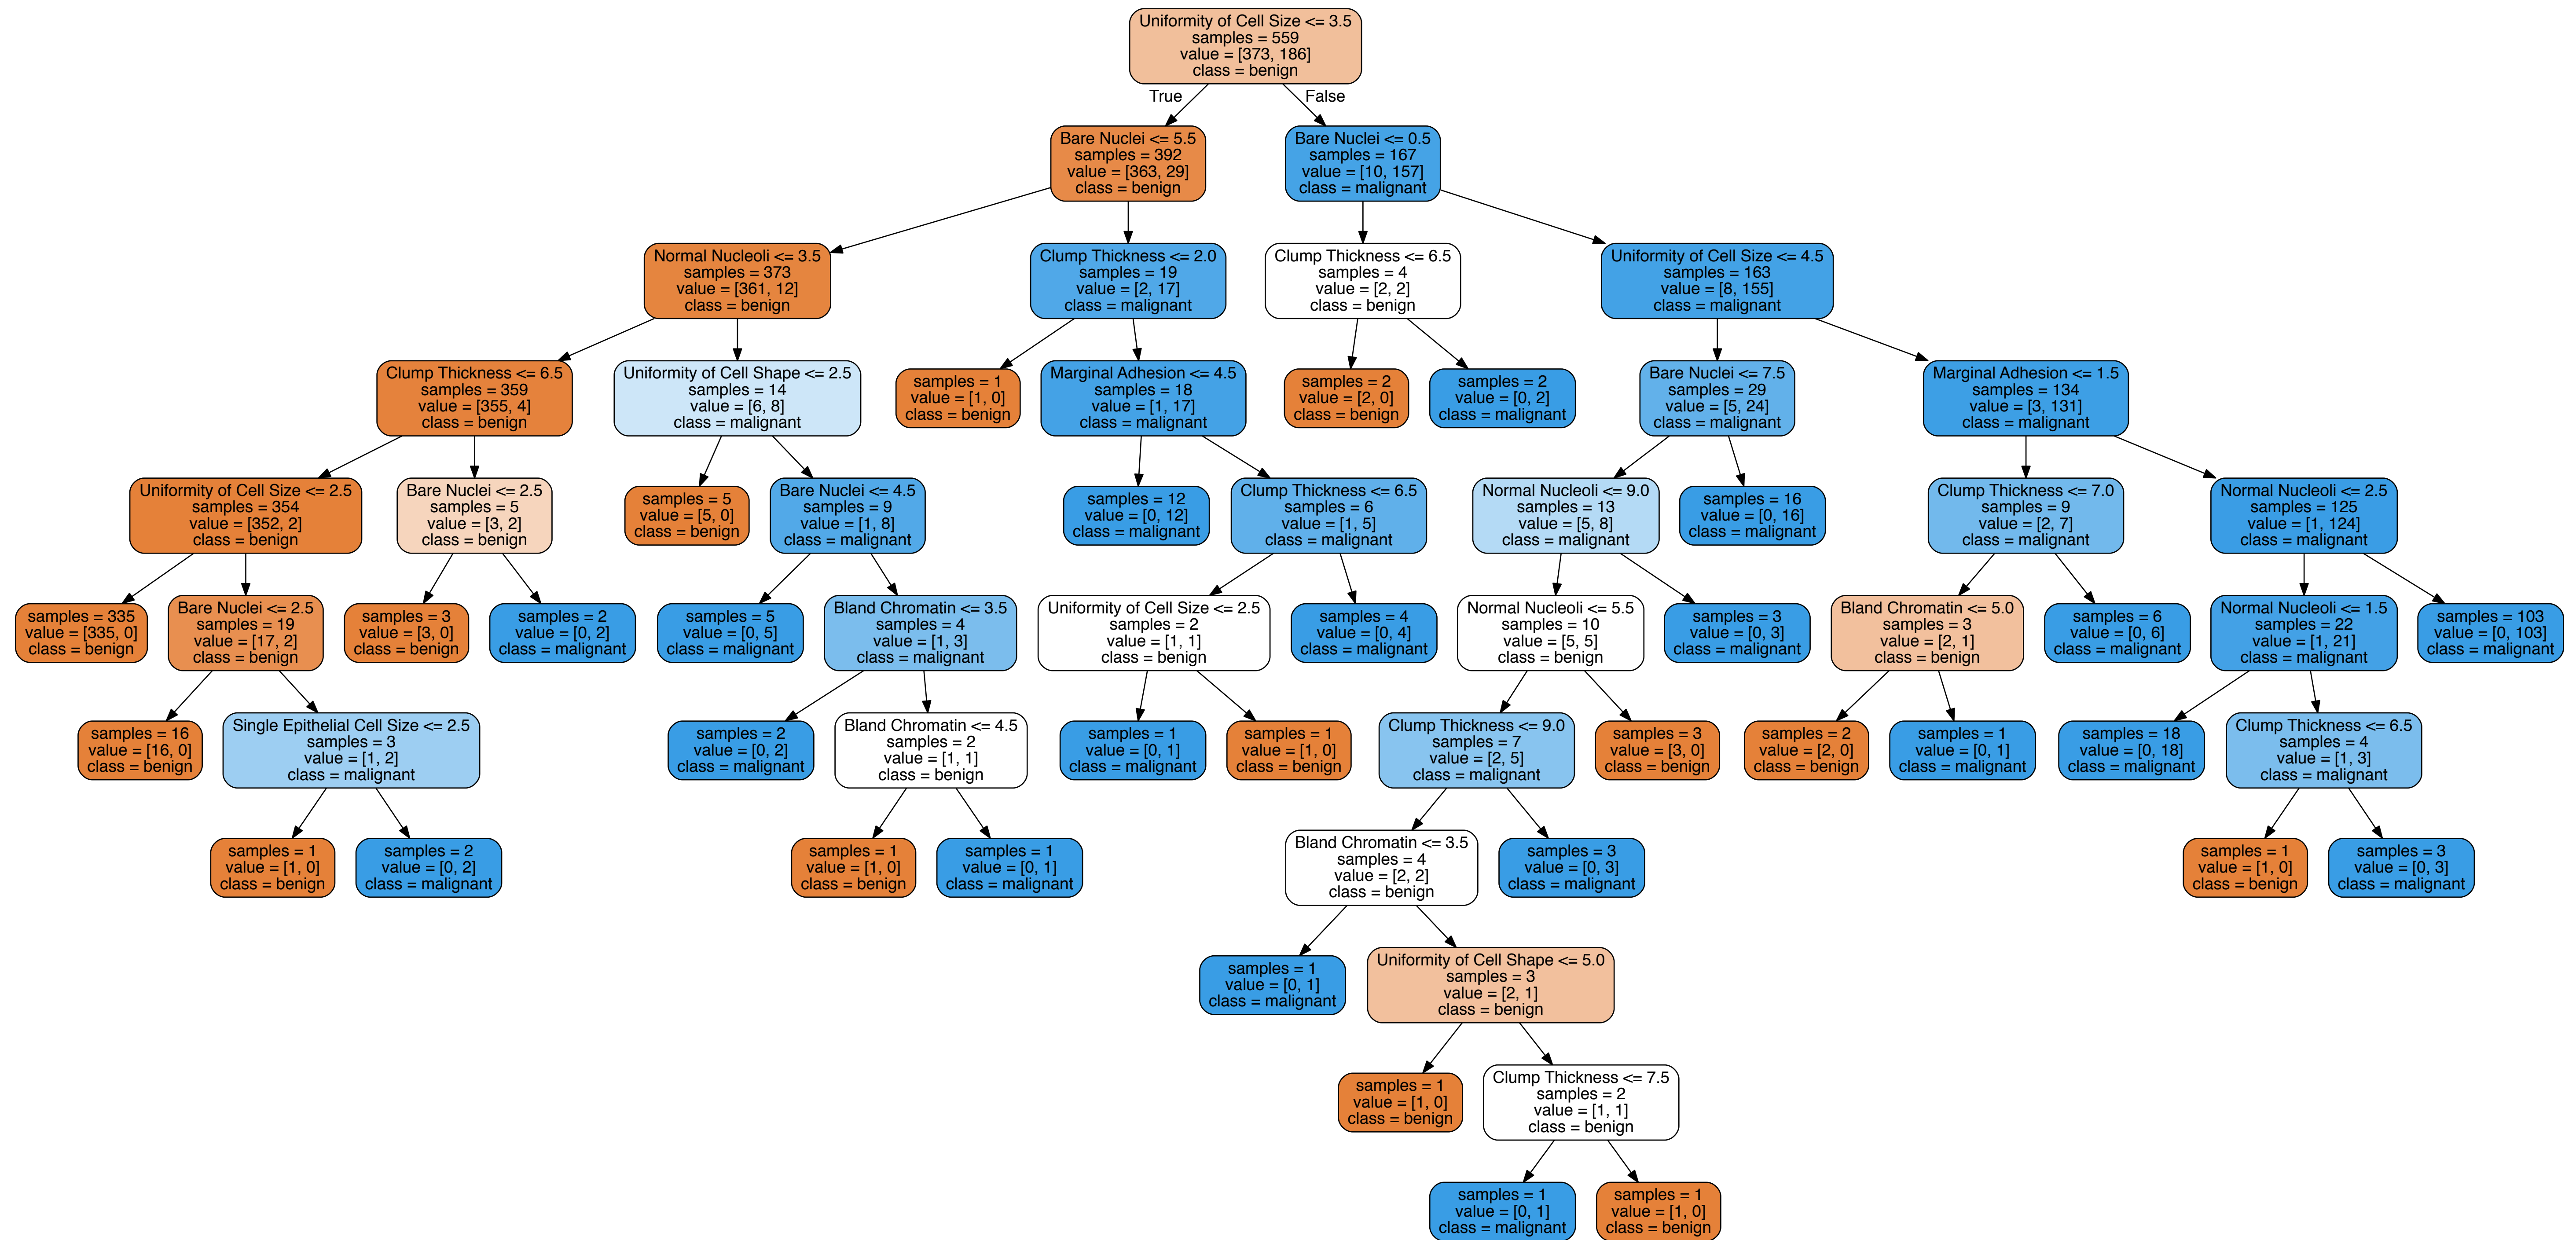 Uniformity of Cell Size <= 3.5
samples = 559
value = [373, 186]
class = benign
True
False
Bare Nuclei <= 5.5
samples = 392
value = [363, 29]
class = benign
Bare Nuclei <= 0.5
samples = 167
value = [10, 157]
class = malignant
Normal Nucleoli <= 3.5
samples = 373
value = [361, 12]
class = benign
Clump Thickness <= 2.0
samples = 19
value = [2, 17]
class = malignant
Clump Thickness <= 6.5
samples = 4
value = [2, 2]
class = benign
Uniformity of Cell Size <= 4.5
samples = 163
value = [8, 155]
class = malignant
Clump Thickness <= 6.5
samples = 359
value = [355, 4]
class = benign
Uniformity of Cell Shape <= 2.5
samples = 14
value = [6, 8]
class = malignant
samples = 1
value = [1, 0]
class = benign
Marginal Adhesion <= 4.5
samples = 18
value = [1, 17]
class = malignant
samples = 2
value = [2, 0]
class = benign
samples = 2
value = [0, 2]
class = malignant
Bare Nuclei <= 7.5
samples = 29
value = [5, 24]
class = malignant
Marginal Adhesion <= 1.5
samples = 134
value = [3, 131]
class = malignant
Uniformity of Cell Size <= 2.5
samples = 354
value = [352, 2]
class = benign
Bare Nuclei <= 2.5
samples = 5
value = [3, 2]
class = benign
samples = 5
value = [5, 0]
class = benign
Bare Nuclei <= 4.5
samples = 9
value = [1, 8]
class = malignant
samples = 12
value = [0, 12]
class = malignant
Clump Thickness <= 6.5
samples = 6
value = [1, 5]
class = malignant
Normal Nucleoli <= 9.0
samples = 13
value = [5, 8]
class = malignant
samples = 16
value = [0, 16]
class = malignant
Clump Thickness <= 7.0
samples = 9
value = [2, 7]
class = malignant
Normal Nucleoli <= 2.5
samples = 125
value = [1, 124]
class = malignant
samples = 335
value = [335, 0]
class = benign
Bare Nuclei <= 2.5
samples = 19
value = [17, 2]
class = benign
samples = 3
value = [3, 0]
class = benign
samples = 2
value = [0, 2]
class = malignant
samples = 5
value = [0, 5]
class = malignant
Bland Chromatin <= 3.5
samples = 4
value = [1, 3]
class = malignant
Uniformity of Cell Size <= 2.5
samples = 2
value = [1, 1]
class = benign
samples = 4
value = [0, 4]
class = malignant
Normal Nucleoli <= 5.5
samples = 10
value = [5, 5]
class = benign
samples = 3
value = [0, 3]
class = malignant
Bland Chromatin <= 5.0
samples = 3
value = [2, 1]
class = benign
samples = 6
value = [0, 6]
class = malignant
Normal Nucleoli <= 1.5
samples = 22
value = [1, 21]
class = malignant
samples = 103
value = [0, 103]
class = malignant
samples = 16
value = [16, 0]
class = benign
Single Epithelial Cell Size <= 2.5
samples = 3
value = [1, 2]
class = malignant
samples = 2
value = [0, 2]
class = malignant
Bland Chromatin <= 4.5
samples = 2
value = [1, 1]
class = benign
samples = 1
value = [0, 1]
class = malignant
samples = 1
value = [1, 0]
class = benign
Clump Thickness <= 9.0
samples = 7
value = [2, 5]
class = malignant
samples = 3
value = [3, 0]
class = benign
samples = 2
value = [2, 0]
class = benign
samples = 1
value = [0, 1]
class = malignant
samples = 18
value = [0, 18]
class = malignant
Clump Thickness <= 6.5
samples = 4
value = [1, 3]
class = malignant
samples = 1
value = [1, 0]
class = benign
samples = 2
value = [0, 2]
class = malignant
samples = 1
value = [1, 0]
class = benign
samples = 1
value = [0, 1]
class = malignant
Bland Chromatin <= 3.5
samples = 4
value = [2, 2]
class = benign
samples = 3
value = [0, 3]
class = malignant
samples = 1
value = [1, 0]
class = benign
samples = 3
value = [0, 3]
class = malignant
samples = 1
value = [0, 1]
class = malignant
Uniformity of Cell Shape <= 5.0
samples = 3
value = [2, 1]
class = benign
samples = 1
value = [1, 0]
class = benign
Clump Thickness <= 7.5
samples = 2
value = [1, 1]
class = benign
samples = 1
value = [0, 1]
class = malignant
samples = 1
value = [1, 0]
class = benign